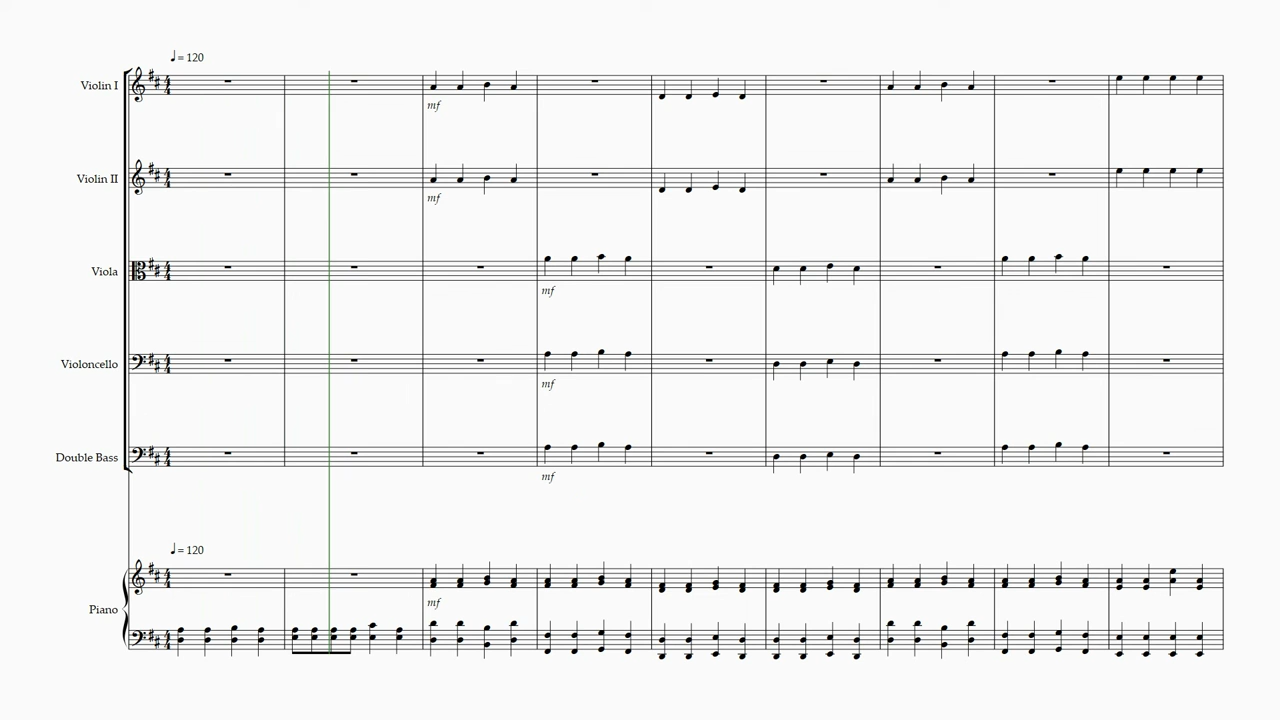 ♩ = 120
Violin I
mf
Violin II
mf
Viola
mf
Violoncello
mf
Double Bass
mf
♩ = 120
Piano
mf